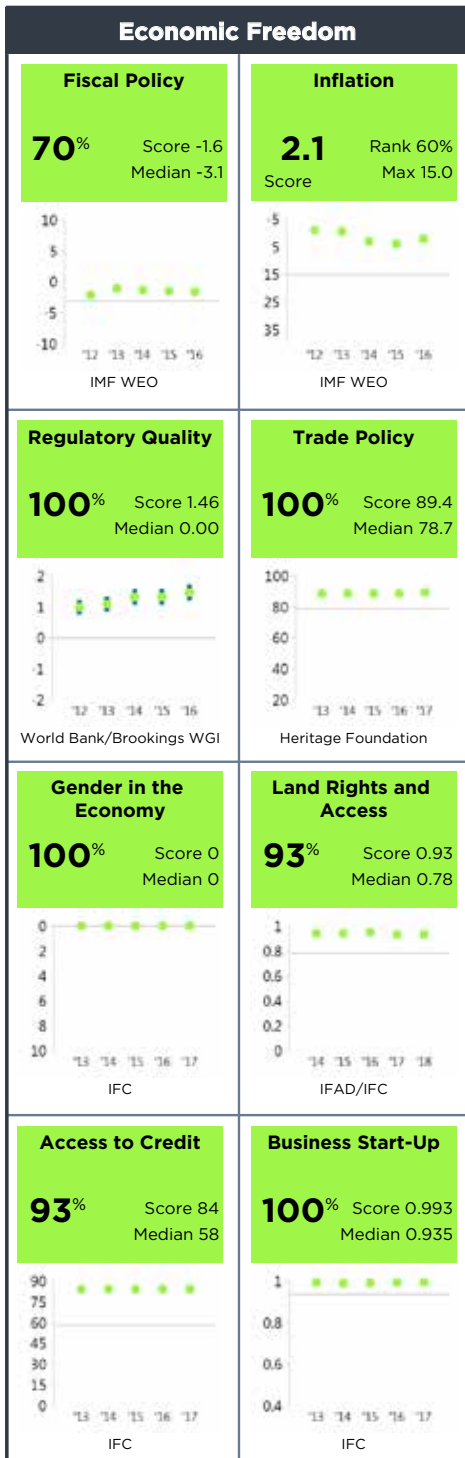 Economic Freedom
Fiscal Policy
70%
Score -1.6
Median -3.1
10
5
0
-5
-10
'12 '13 '14 '15 '16
IMF WEO
Inflation
2.1
Score
Rank 60%
Max 15.0
-5
5
15
25
35
'12 '13 '14 '15 '16
IMF WEO
Regulatory Quality
100%
Score 1.46
Median 0.00
2
1
0
-1
-2
'12 '13 '14 '15 '16
World Bank/Brookings WGI
Trade Policy
100%
Score 89.4
Median 78.7
100
80
60
40
20
'13 '14 '15 '16 '17
Heritage Foundation
Gender in the
Economy
100%
Score 0
Median 0
0
2
4
6
8
10
'13 '14 '15 '16 '17
IFC
Land Rights and
Access
93%
Score 0.93
Median 0.78
1
0.8
0.6
0.4
0.2
0
'14 '15 '16 '17 '18
IFAD/IFC
Access to Credit
93%
Score 84
Median 58
90
75
60
45
30
15
0
'13 '14 '15 '16 '17
IFC
Business Start-Up
100%
Score 0.993
Median 0.935
1
0.8
0.6
0.4
'13 '14 '15 '16 '17
IFC